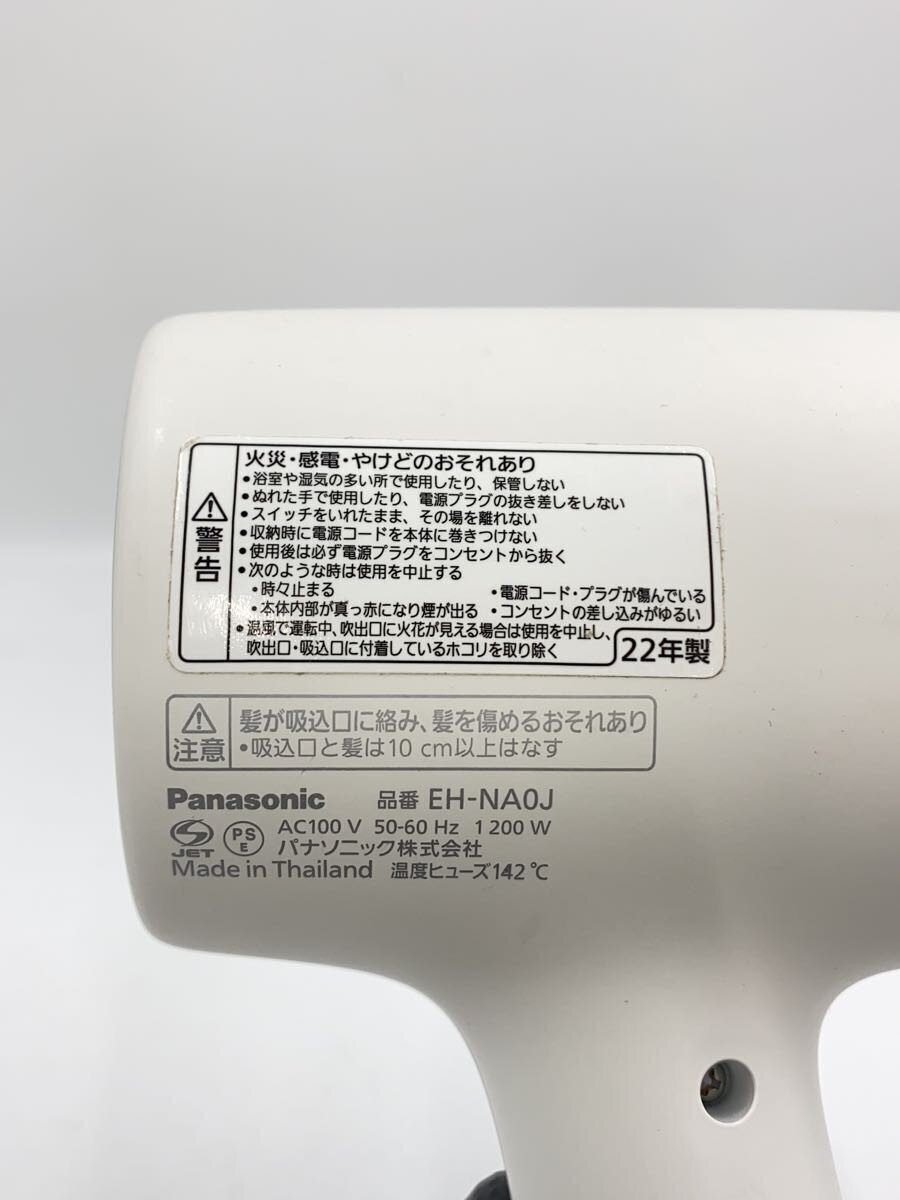 警告
火災・感電・やけどのおそれあり
・浴室や湿気の多い所で使用したり、保管しない
・ぬれた手で使用したり、電源プラグの抜き差しをしない
・スイッチをいれたまま、その場を離れない
・収納時に電源コードを本体に巻きつけない
・使用後は必ず電源プラグをコンセントから抜く
・次のような時は使用を中止する
・時々止まる ・電源コード・プラグが傷んでいる
・本体内部が真っ赤になり煙が出る ・コンセントの差し込みがゆるい
・温風で運転中、吹出口に火花が見える場合は使用を中止し、
吹出口・吸込口に付着しているホコリを取り除く
22年製
注意
髪が吸込口に絡み、髪を傷めるおそれあり
・吸込口と髪は10 cm以上はなす
Panasonic 品番 EH-NA0J
JET PS E AC100 V 50-60 Hz 1 200 W
パナソニック株式会社
Made in Thailand 温度ヒューズ142 ℃